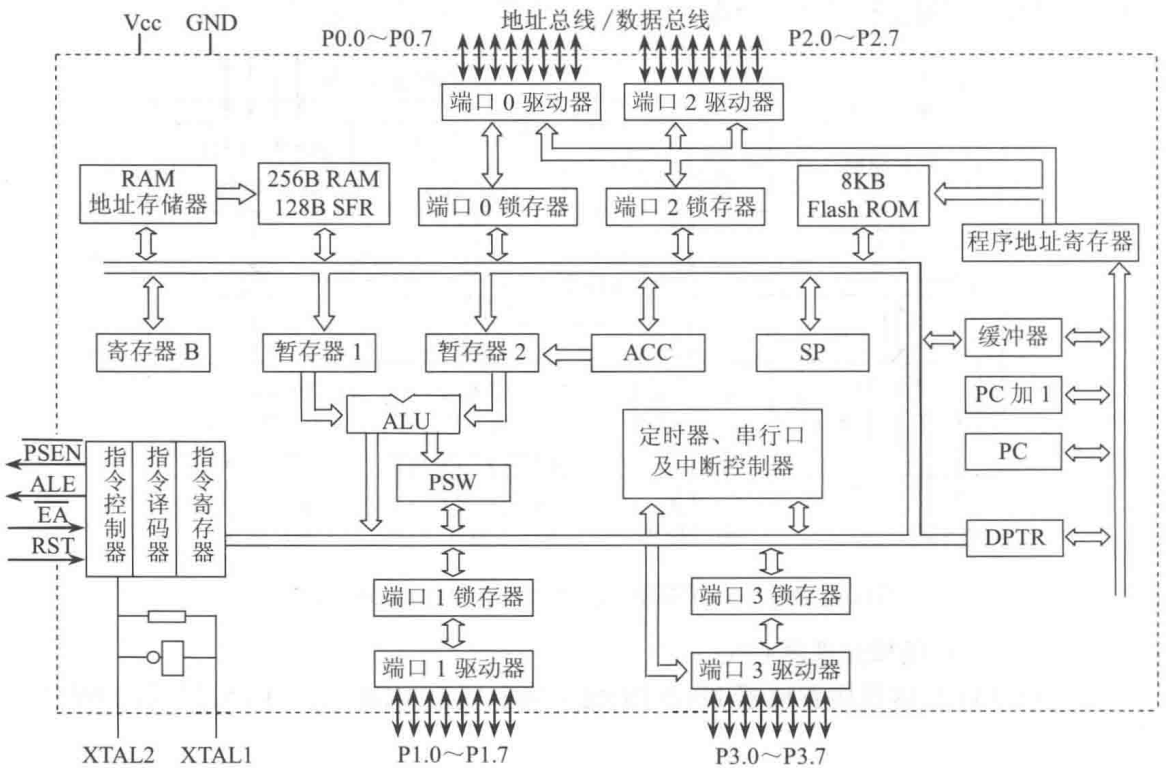 Vcc
GND
地址总线/数据总线
P0.0～P0.7
P2.0～P2.7
端口 0 驱动器
端口 2 驱动器
RAM
地址存储器
256B RAM
128B SFR
端口 0 锁存器
端口 2 锁存器
8KB
Flash ROM
程序地址寄存器
寄存器 B
暂存器 1
暂存器 2
ACC
SP
缓冲器
PC 加 1
PC
DPTR
ALU
PSW
定时器、串行口
及中断控制器
PSEN
ALE
EA
RST
指令控制器
指令译码器
指令寄存器
端口 1 锁存器
端口 3 锁存器
端口 1 驱动器
端口 3 驱动器
XTAL2
XTAL1
P1.0～P1.7
P3.0～P3.7